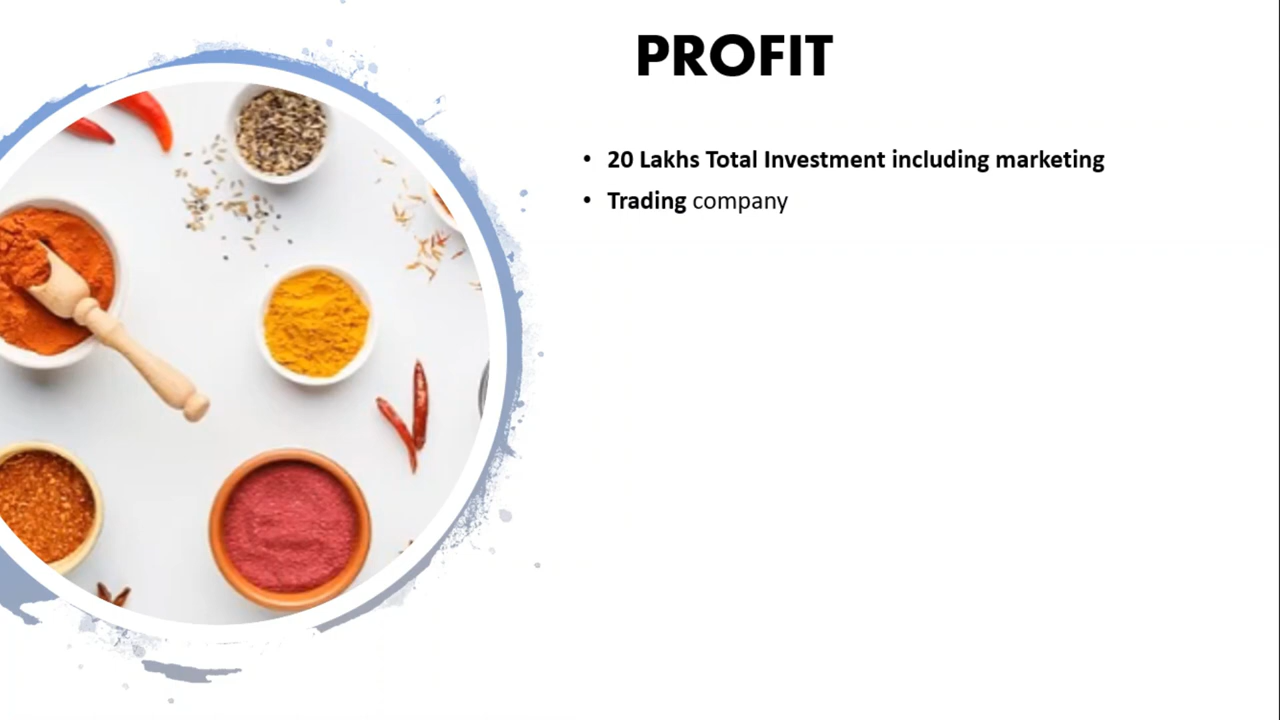 PROFIT
• 20 Lakhs Total Investment including marketing
• Trading company